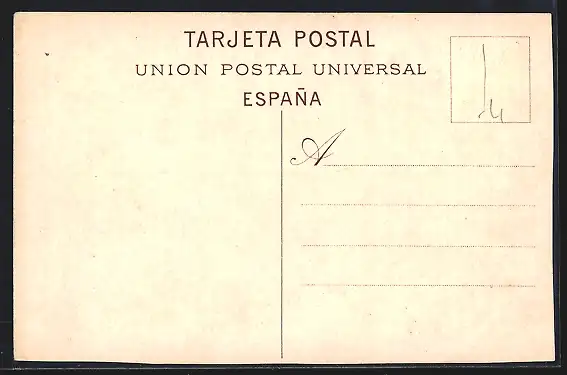 TARJETA POSTAL
UNION POSTAL UNIVERSAL
ESPAÑA
A